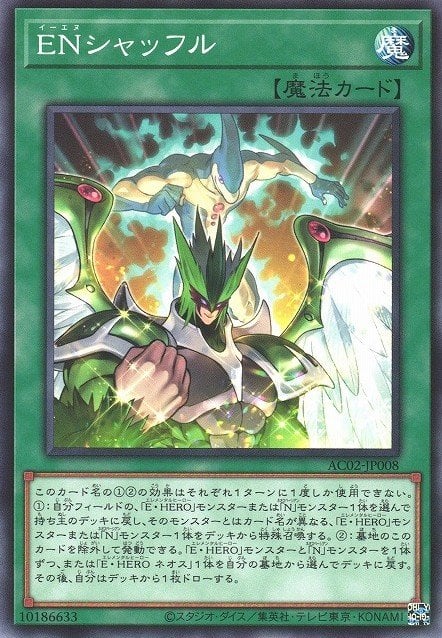 ENシャッフル
魔
【魔法カード】
AC02-JP008
このカード名の①②の効果はそれぞれ1ターンに1度しか使用できない。
①:自分フィールドの、「E・HERO」モンスターまたは「N」モンスター1体を選んで
持ち主のデッキに戻し、そのモンスターとはカード名が異なる、「E・HERO」モン
スターまたは「N」モンスター1体をデッキから特殊召喚する。②:墓地のこの
カードを除外して発動できる。「E・HERO」モンスターと「N」モンスターを1体
ずつ、または「E・HERO ネオス」1体を自分の墓地から選んでデッキに戻す。
その後、自分はデッキから1枚ドローする。
10186633
©スタジオ・ダイス/集英社・テレビ東京・KONAMI